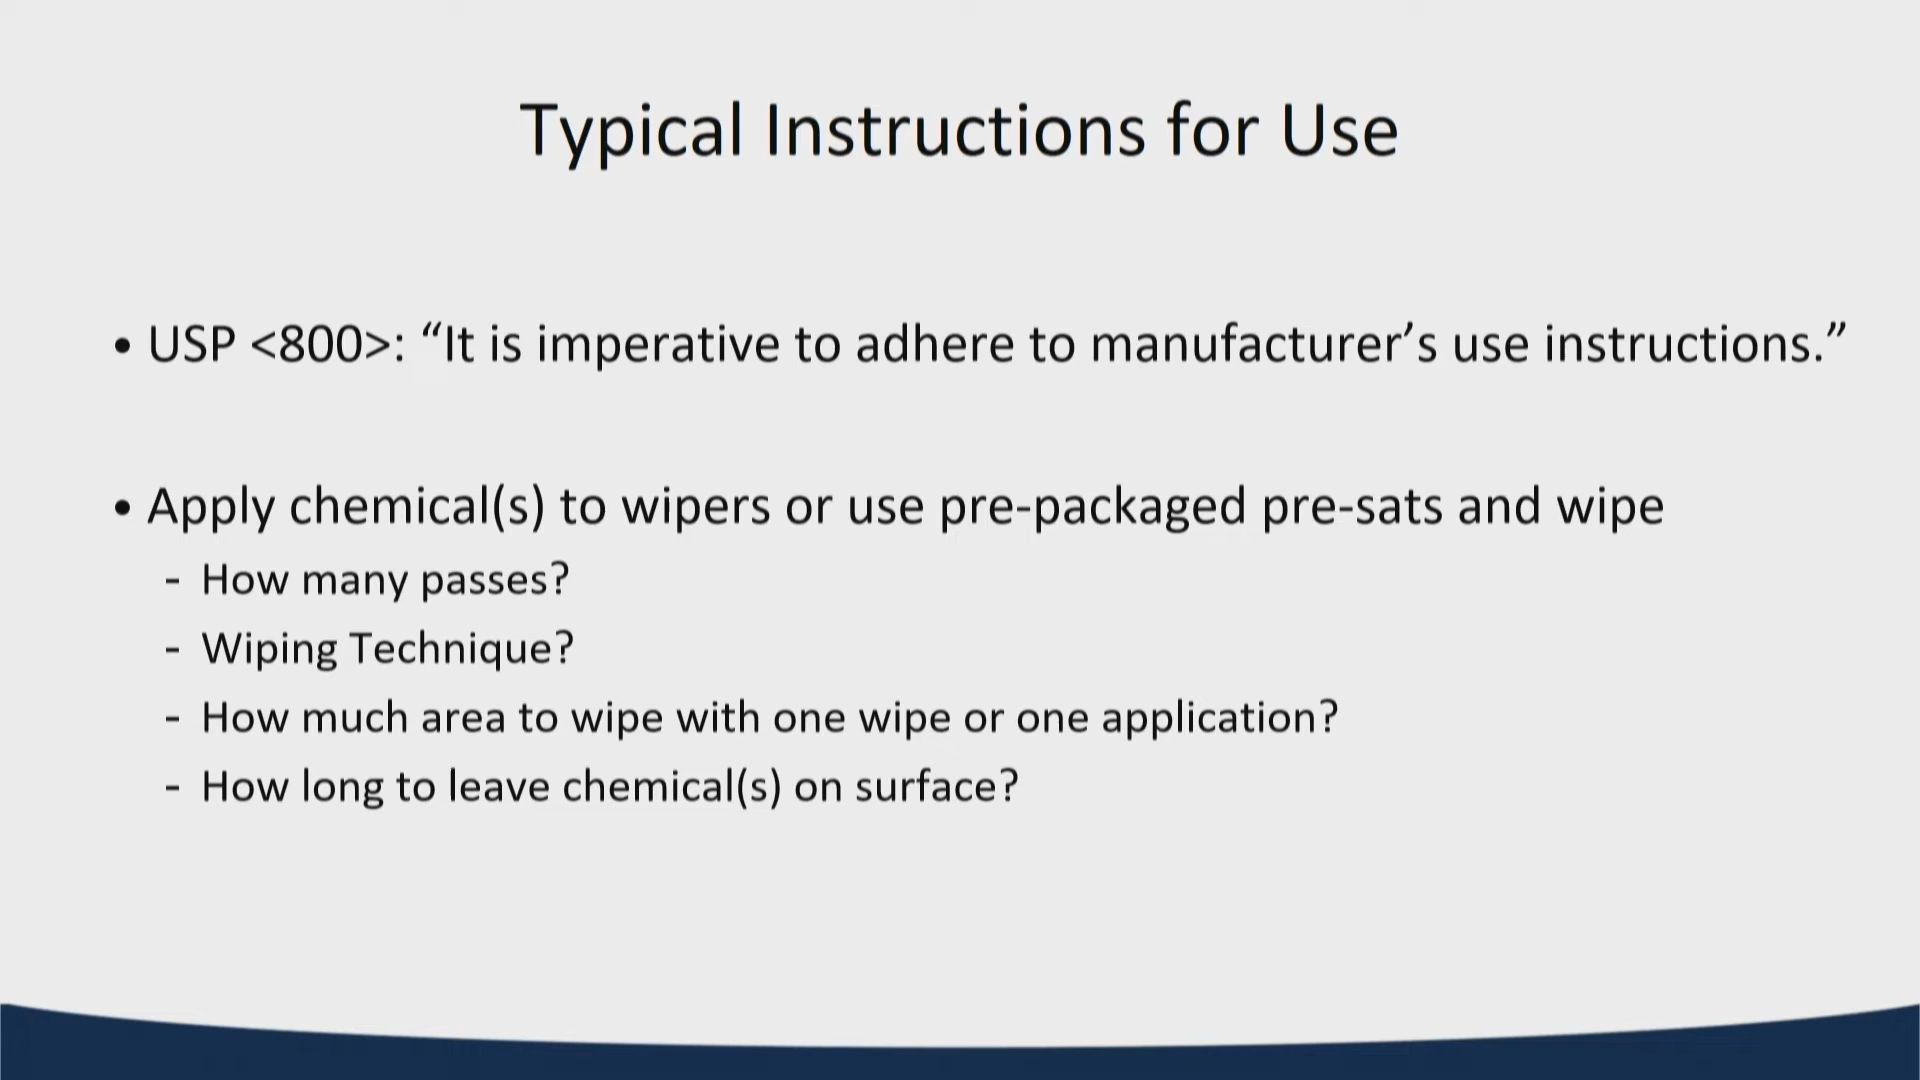 Typical Instructions for Use
• USP <800>: “It is imperative to adhere to manufacturer’s use instructions.”
• Apply chemical(s) to wipers or use pre-packaged pre-sats and wipe
- How many passes?
- Wiping Technique?
- How much area to wipe with one wipe or one application?
- How long to leave chemical(s) on surface?